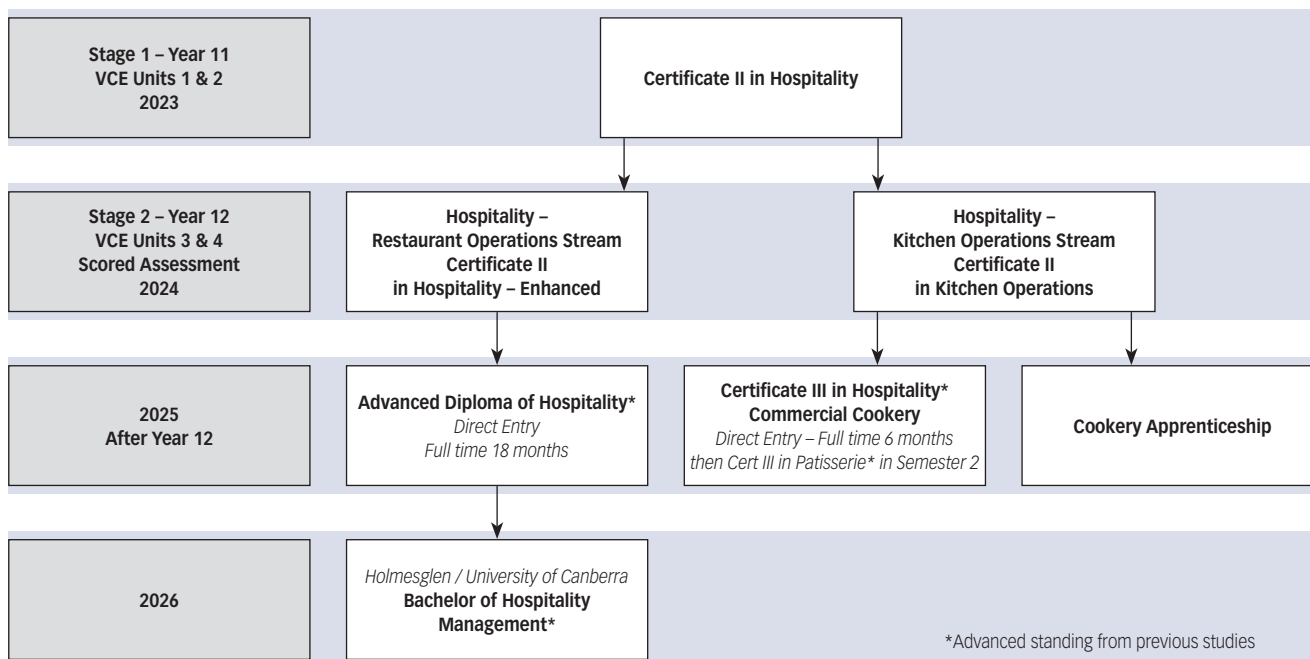 Stage 1 – Year 11
VCE Units 1 & 2
2023
Certificate II in Hospitality
Stage 2 – Year 12
VCE Units 3 & 4
Scored Assessment
2024
Hospitality –
Restaurant Operations Stream
Certificate II
in Hospitality – Enhanced
Hospitality –
Kitchen Operations Stream
Certificate II
in Kitchen Operations
2025
After Year 12
Advanced Diploma of Hospitality*
Direct Entry
Full time 18 months
Certificate III in Hospitality*
Commercial Cookery
Direct Entry – Full time 6 months
then Cert III in Patisserie* in Semester 2
Cookery Apprenticeship
2026
Holmesglen / University of Canberra
Bachelor of Hospitality
Management*
*Advanced standing from previous studies